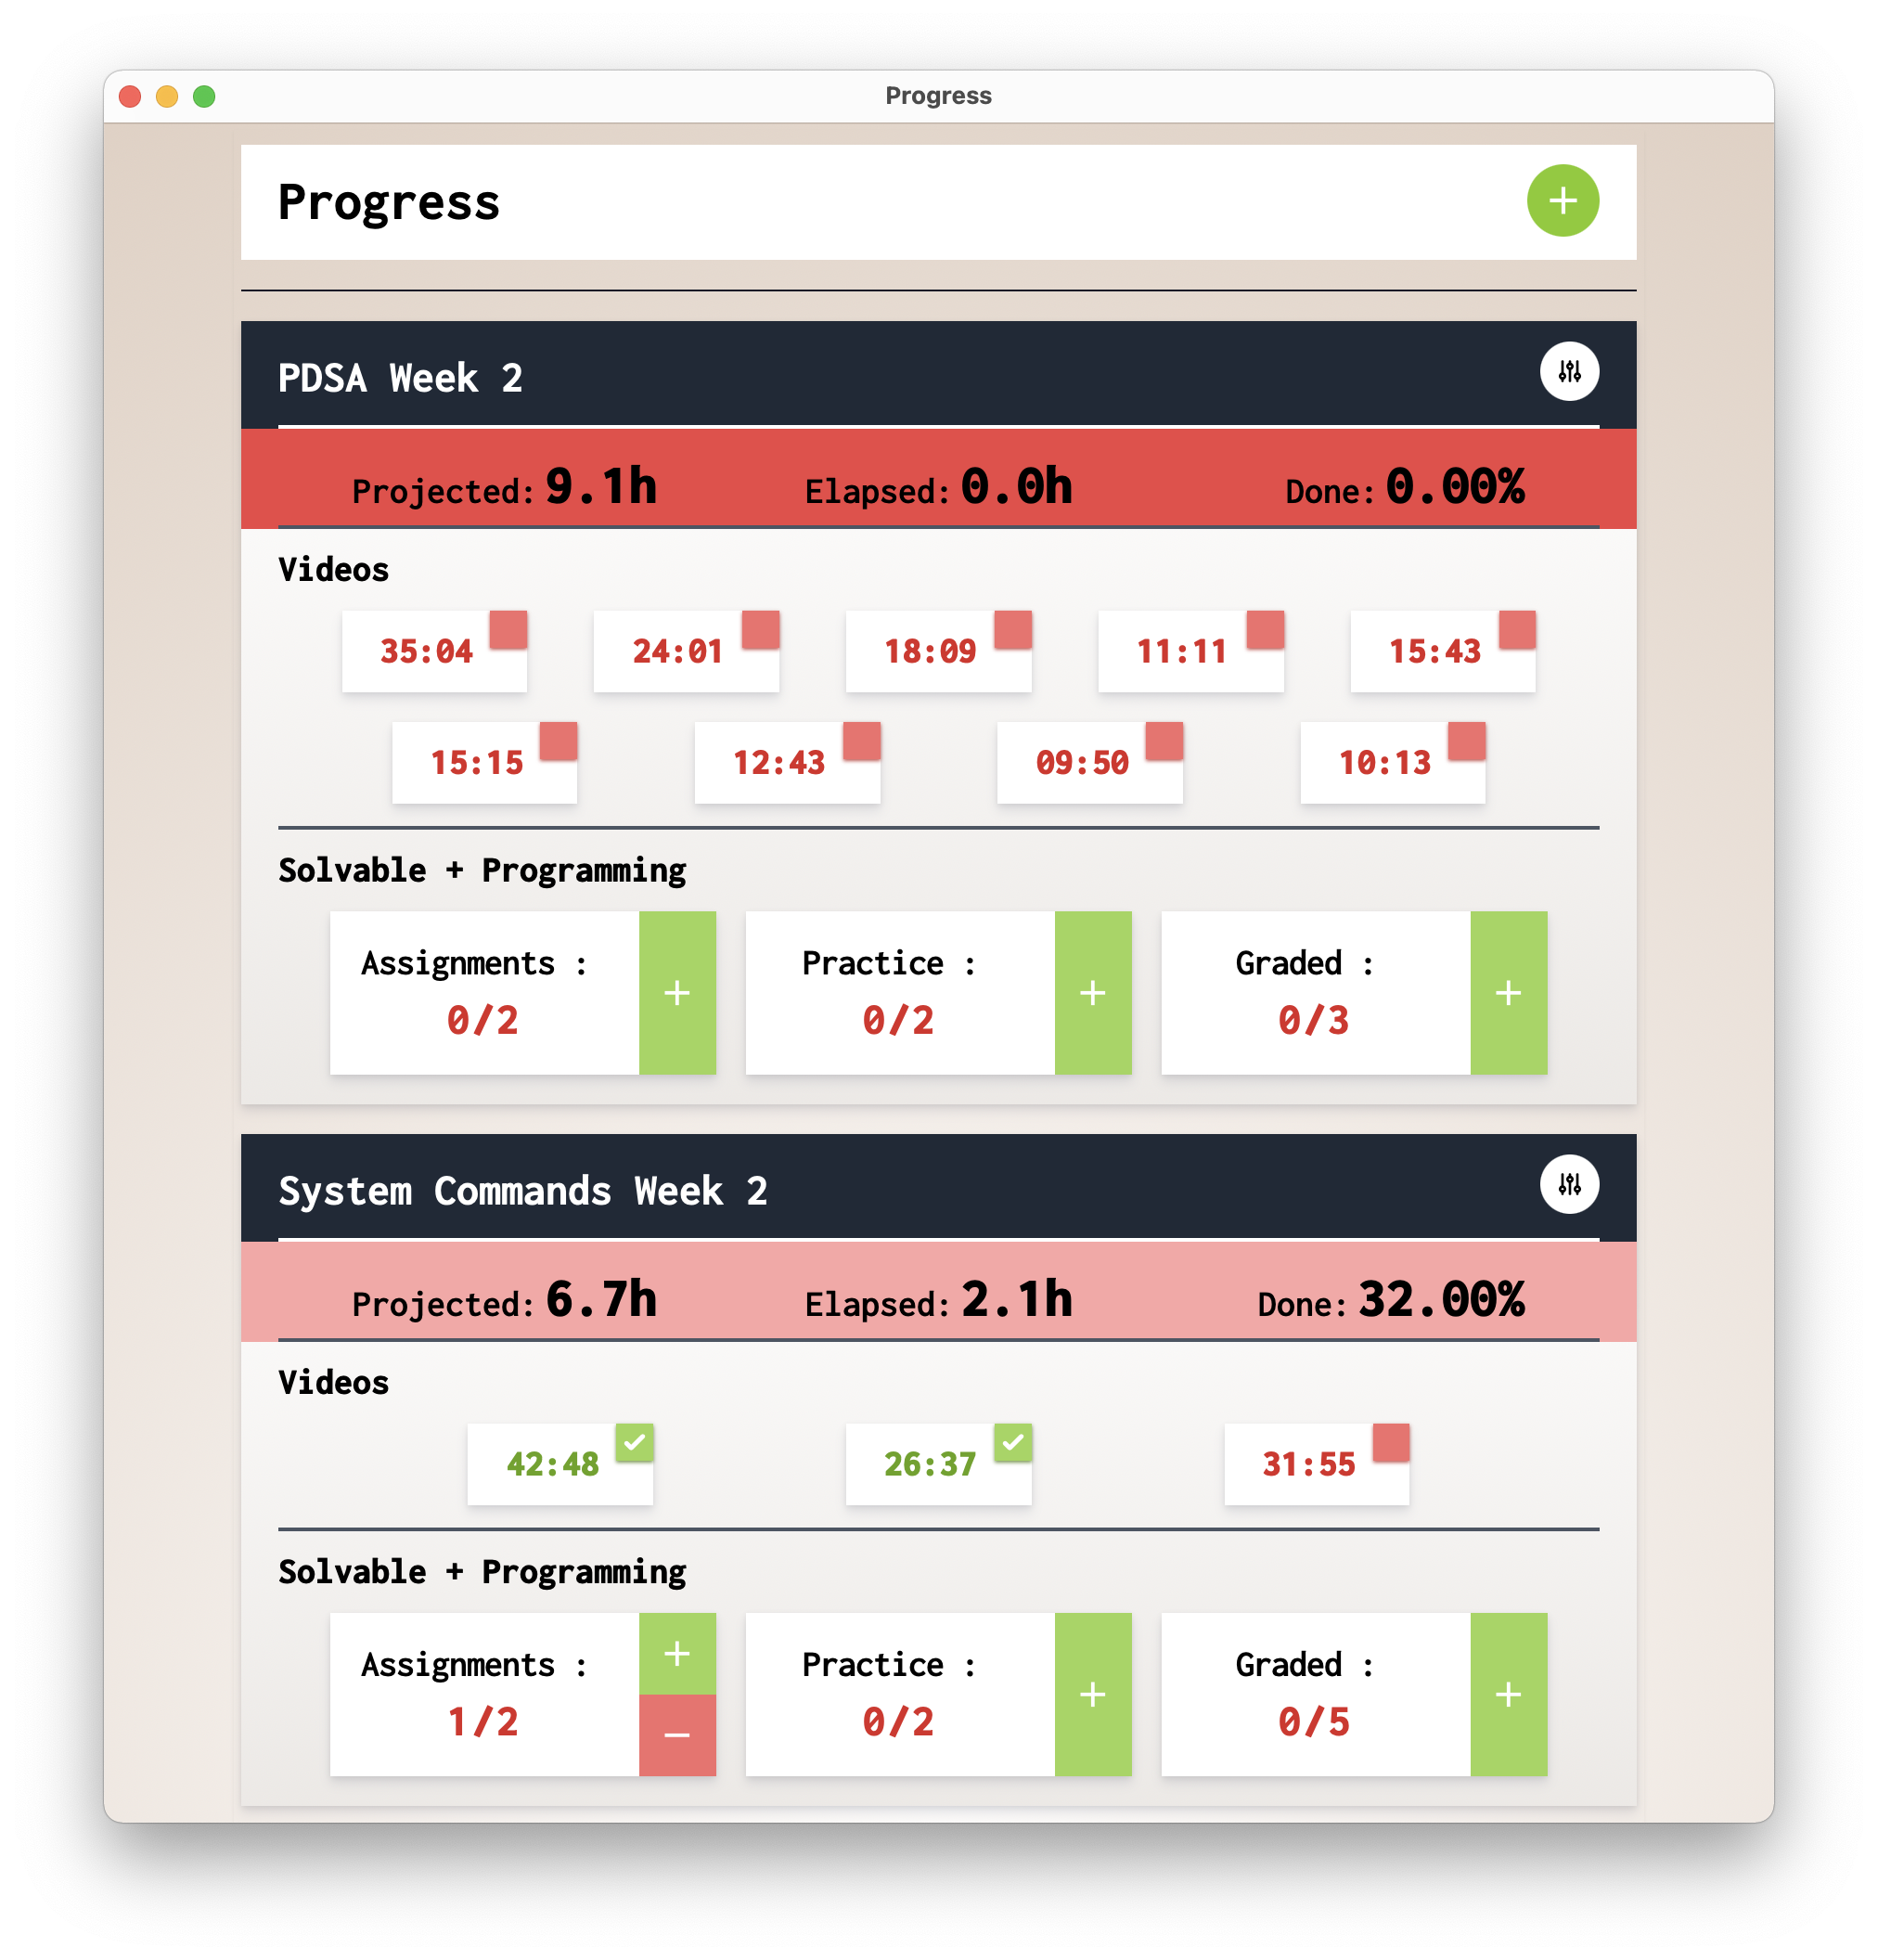 Progress
Progress
PDSA Week 2
Projected: 9.1h Elapsed: 0.0h Done: 0.00%
Videos
35:04 24:01 18:09 11:11 15:43
15:15 12:43 09:50 10:13
Solvable + Programming
Assignments : Practice : Graded :
0/2 0/2 0/3
System Commands Week 2
Projected: 6.7h Elapsed: 2.1h Done: 32.00%
Videos
42:48 26:37 31:55
Solvable + Programming
Assignments : Practice : Graded :
1/2 0/2 0/5